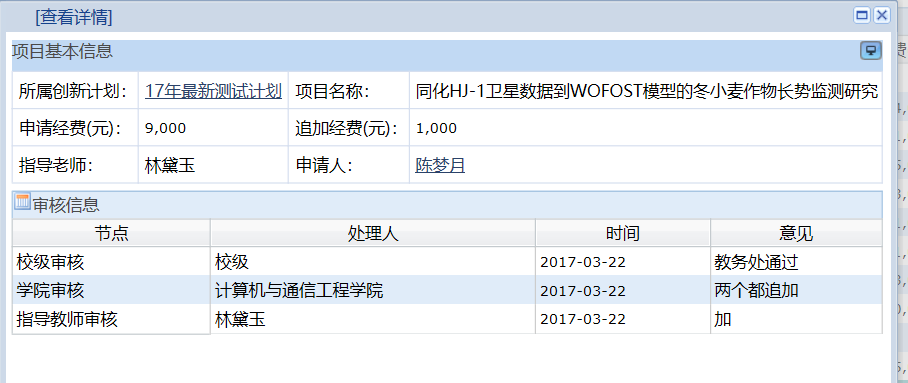 [查看详情]
项目基本信息
所属创新计划: 17年最新测试计划 项目名称: 同化HJ-1卫星数据到WOFOST模型的冬小麦作物长势监测研究
申请经费(元): 9,000 追加经费(元): 1,000
指导老师: 林黛玉 申请人: 陈梦月
审核信息
节点 处理人 时间 意见
校级审核 校级 2017-03-22 教务处通过
学院审核 计算机与通信工程学院 2017-03-22 两个都追加
指导教师审核 林黛玉 2017-03-22 加